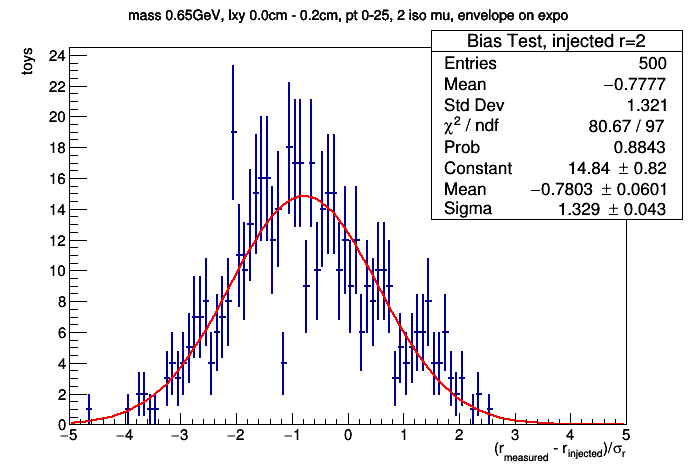 mass 0.65GeV, lxy 0.0cm - 0.2cm, pt 0-25, 2 iso mu, envelope on expo
Bias Test, injected r=2
Entries 500
Mean −0.7777
Std Dev 1.321
χ² / ndf 80.67 / 97
Prob 0.8843
Constant 14.84 ± 0.82
Mean −0.7803 ± 0.0601
Sigma 1.329 ± 0.043
toys
24
22
20
18
16
14
12
10
8
6
4
2
0
−5 −4 −3 −2 −1 0 1 2 3 4 5
(r_measured - r_injected)/σ_r